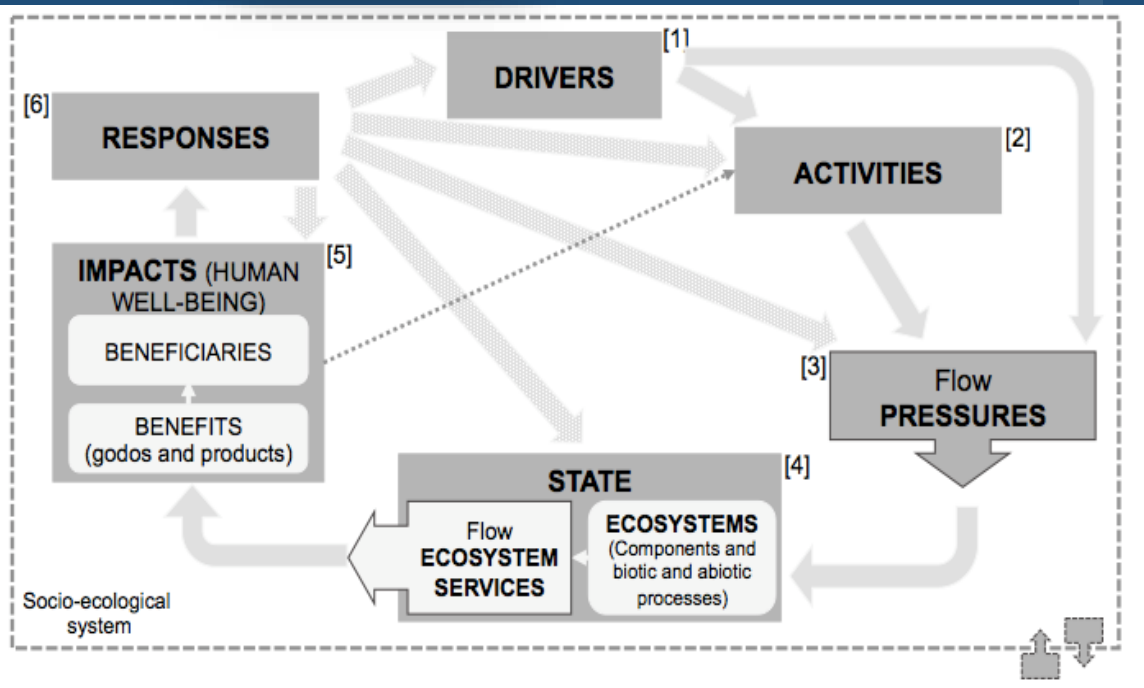 [1]
DRIVERS
[6]
RESPONSES
[2]
ACTIVITIES
[5]
IMPACTS (HUMAN
WELL-BEING)
BENEFICIARIES
BENEFITS
(godos and products)
[3]
Flow
PRESSURES
[4]
STATE
Flow
ECOSYSTEM
SERVICES
ECOSYSTEMS
(Components and
biotic and abiotic
processes)
Socio-ecological
system